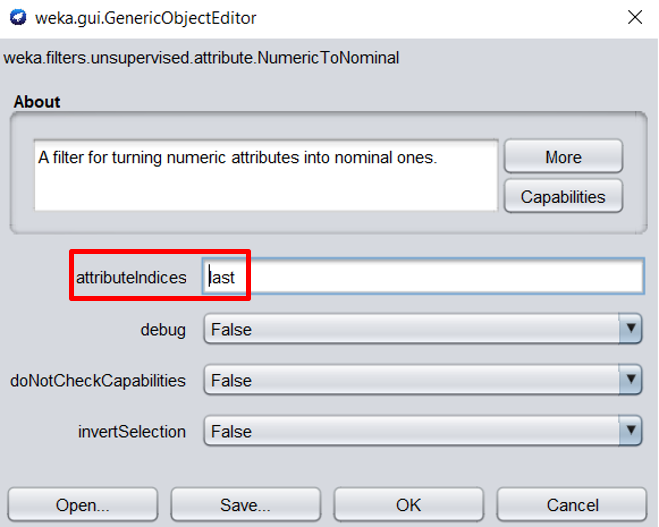 weka.gui.GenericObjectEditor
weka.filters.unsupervised.attribute.NumericToNominal
About
A filter for turning numeric attributes into nominal ones.
More
Capabilities
attributeIndices last
debug False
doNotCheckCapabilities False
invertSelection False
Open... Save... OK Cancel